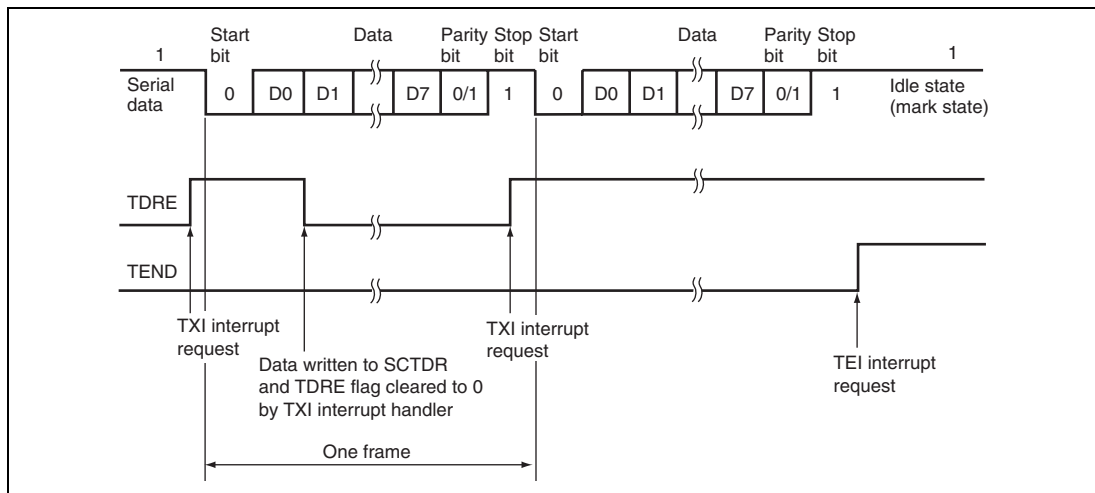 Start Data Parity Stop Start Data Parity Stop
1 bit bit bit bit bit bit 1
Serial data 0 D0 D1 D7 0/1 1 0 D0 D1 D7 0/1 1 Idle state
(mark state)
TDRE
TEND
TXI interrupt
request
Data written to SCTDR
and TDRE flag cleared to 0
by TXI interrupt handler
TXI interrupt
request
TEI interrupt
request
One frame